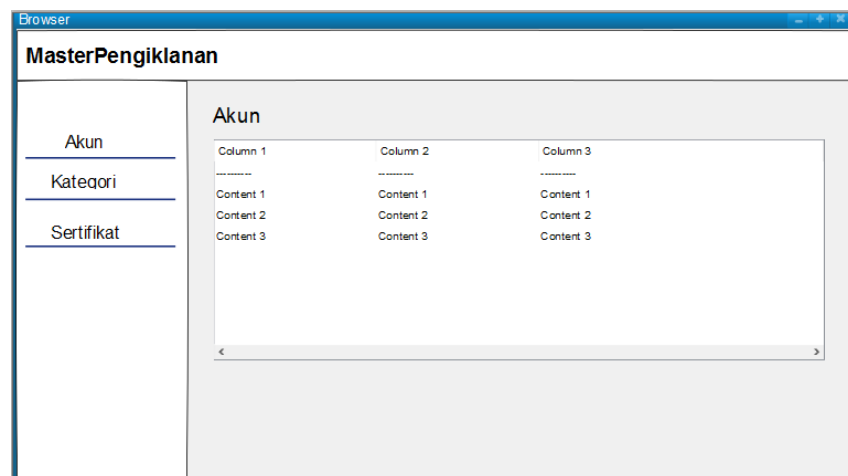 Browser
MasterPengiklanan
Akun
Kategori
Sertifikat
Akun
Column 1 Column 2 Column 3
---------- ---------- ----------
Content 1 Content 1 Content 1
Content 2 Content 2 Content 2
Content 3 Content 3 Content 3